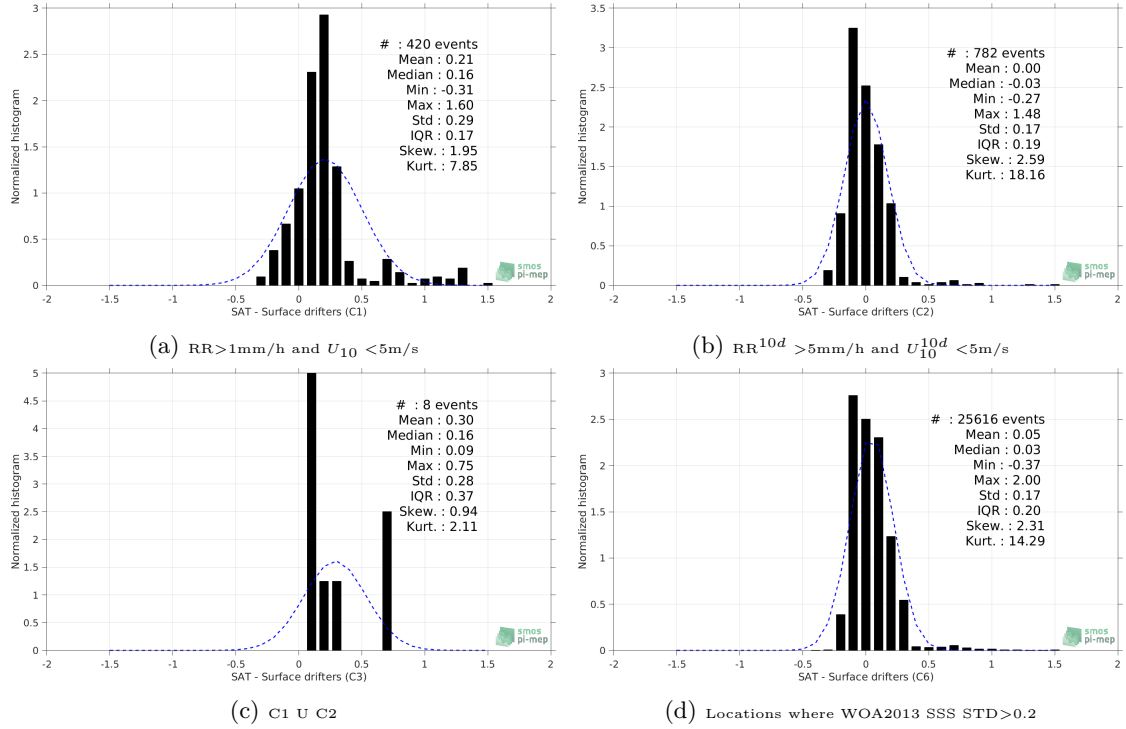 3
2.5
2
1.5
1
0.5
0
Normalized histogram
# : 420 events
Mean : 0.21
Median : 0.16
Min : -0.31
Max : 1.60
Std : 0.29
IQR : 0.17
Skew. : 1.95
Kurt. : 7.85
smos
pi-mep
-2 -1.5 -1 -0.5 0 0.5 1 1.5 2
SAT - Surface drifters (C1)
(a) RR>1mm/h and U10 <5m/s
3.5
3
2.5
2
1.5
1
0.5
0
Normalized histogram
# : 782 events
Mean : 0.00
Median : -0.03
Min : -0.27
Max : 1.48
Std : 0.17
IQR : 0.19
Skew. : 2.59
Kurt. : 18.16
smos
pi-mep
-2 -1.5 -1 -0.5 0 0.5 1 1.5 2
SAT - Surface drifters (C2)
(b) RR^10d >5mm/h and U10^10d <5m/s
5
4.5
4
3.5
3
2.5
2
1.5
1
0.5
0
Normalized histogram
# : 8 events
Mean : 0.30
Median : 0.16
Min : 0.09
Max : 0.75
Std : 0.28
IQR : 0.37
Skew. : 0.94
Kurt. : 2.11
smos
pi-mep
-2 -1.5 -1 -0.5 0 0.5 1 1.5 2
SAT - Surface drifters (C3)
(c) C1 U C2
3
2.5
2
1.5
1
0.5
0
Normalized histogram
# : 25616 events
Mean : 0.05
Median : 0.03
Min : -0.37
Max : 2.00
Std : 0.17
IQR : 0.20
Skew. : 2.31
Kurt. : 14.29
smos
pi-mep
-2 -1.5 -1 -0.5 0 0.5 1 1.5 2
SAT - Surface drifters (C6)
(d) Locations where WOA2013 SSS STD>0.2